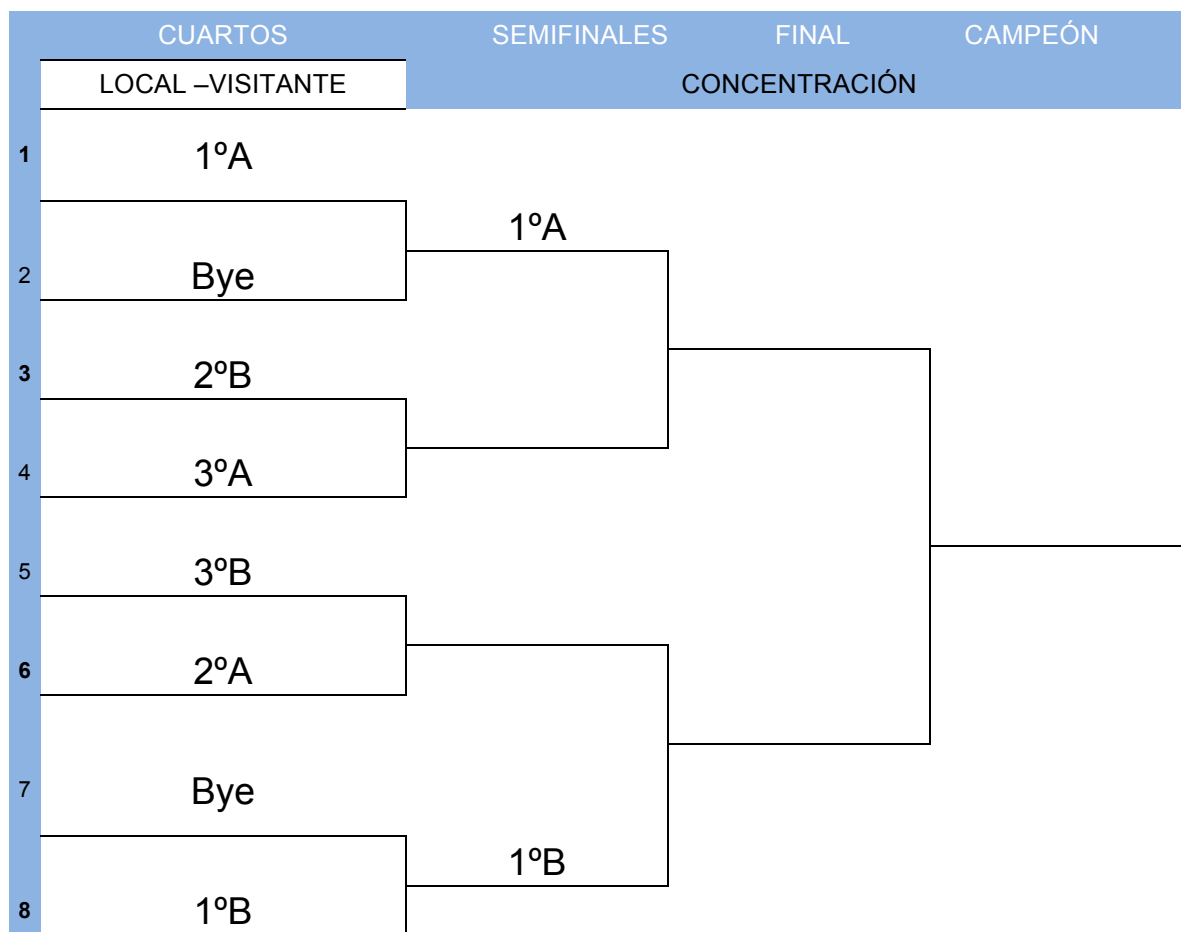 CUARTOS SEMIFINALES FINAL CAMPEÓN
LOCAL –VISITANTE CONCENTRACIÓN
1 1ºA
1ºA
2 Bye
3 2ºB
4 3ºA
5 3ºB
6 2ºA
7 Bye
1ºB
8 1ºB